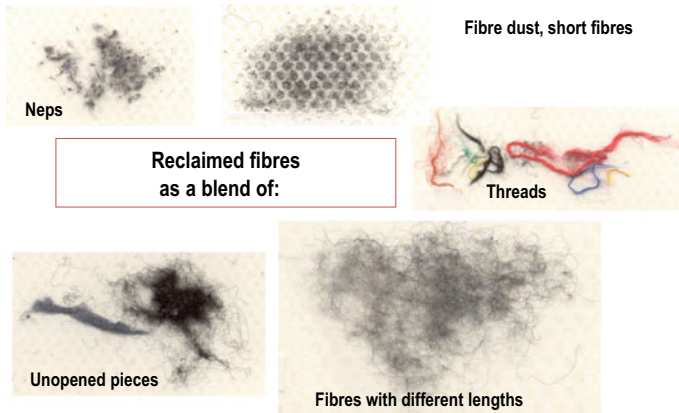 Fibre dust, short fibres
Neps
Reclaimed fibres
as a blend of:
Threads
Unopened pieces
Fibres with different lengths